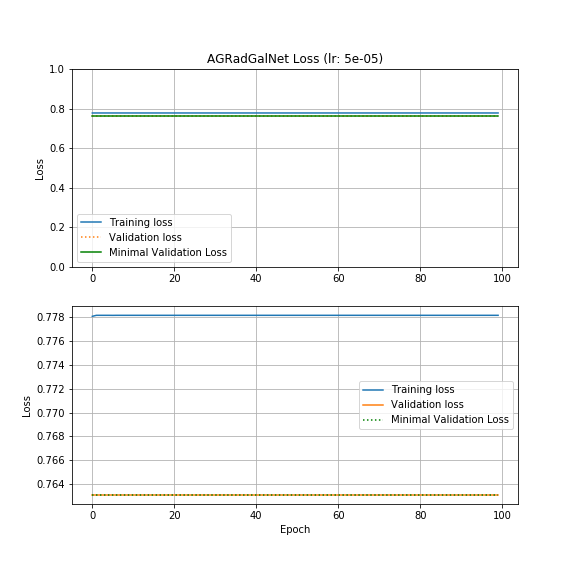 AGRadGalNet Loss (lr: 5e-05)
1.0
0.8
0.6
0.4
0.2
0.0
Loss
Training loss
Validation loss
Minimal Validation Loss
0 20 40 60 80 100
0.778
0.776
0.774
0.772
0.770
0.768
0.766
0.764
Loss
Training loss
Validation loss
Minimal Validation Loss
0 20 40 60 80 100
Epoch